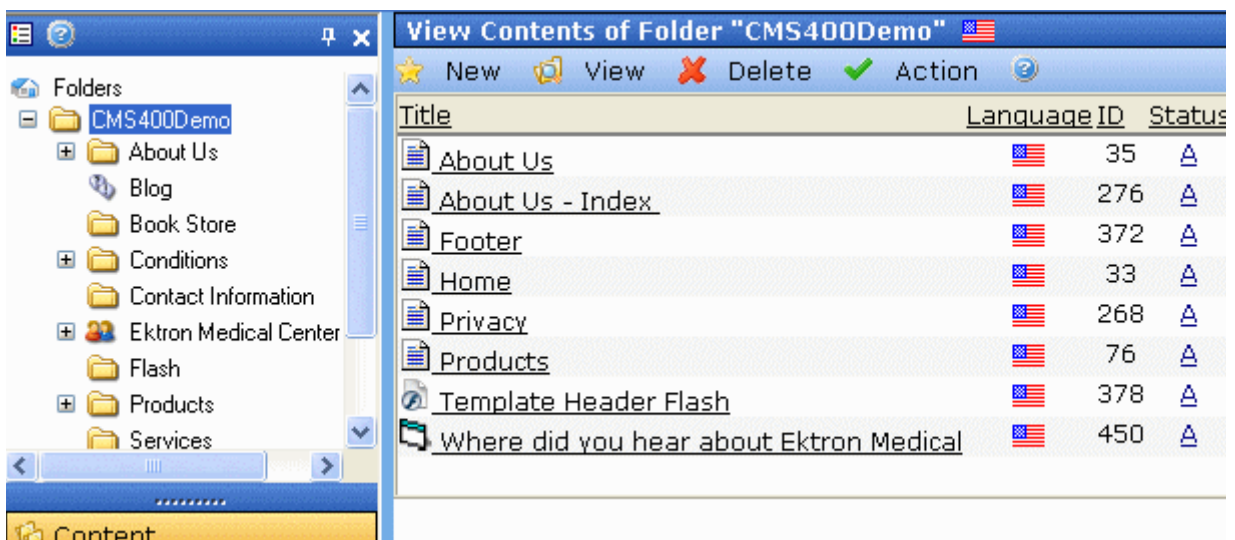 View Contents of Folder "CMS400Demo"
New View Delete Action
Folders
CMS400Demo
About Us
Blog
Book Store
Conditions
Contact Information
Ektron Medical Center
Flash
Products
Services
Content
Title Language ID Status
About Us 35 A
About Us - Index 276 A
Footer 372 A
Home 33 A
Privacy 268 A
Products 76 A
Template Header Flash 378 A
Where did you hear about Ektron Medical 450 A